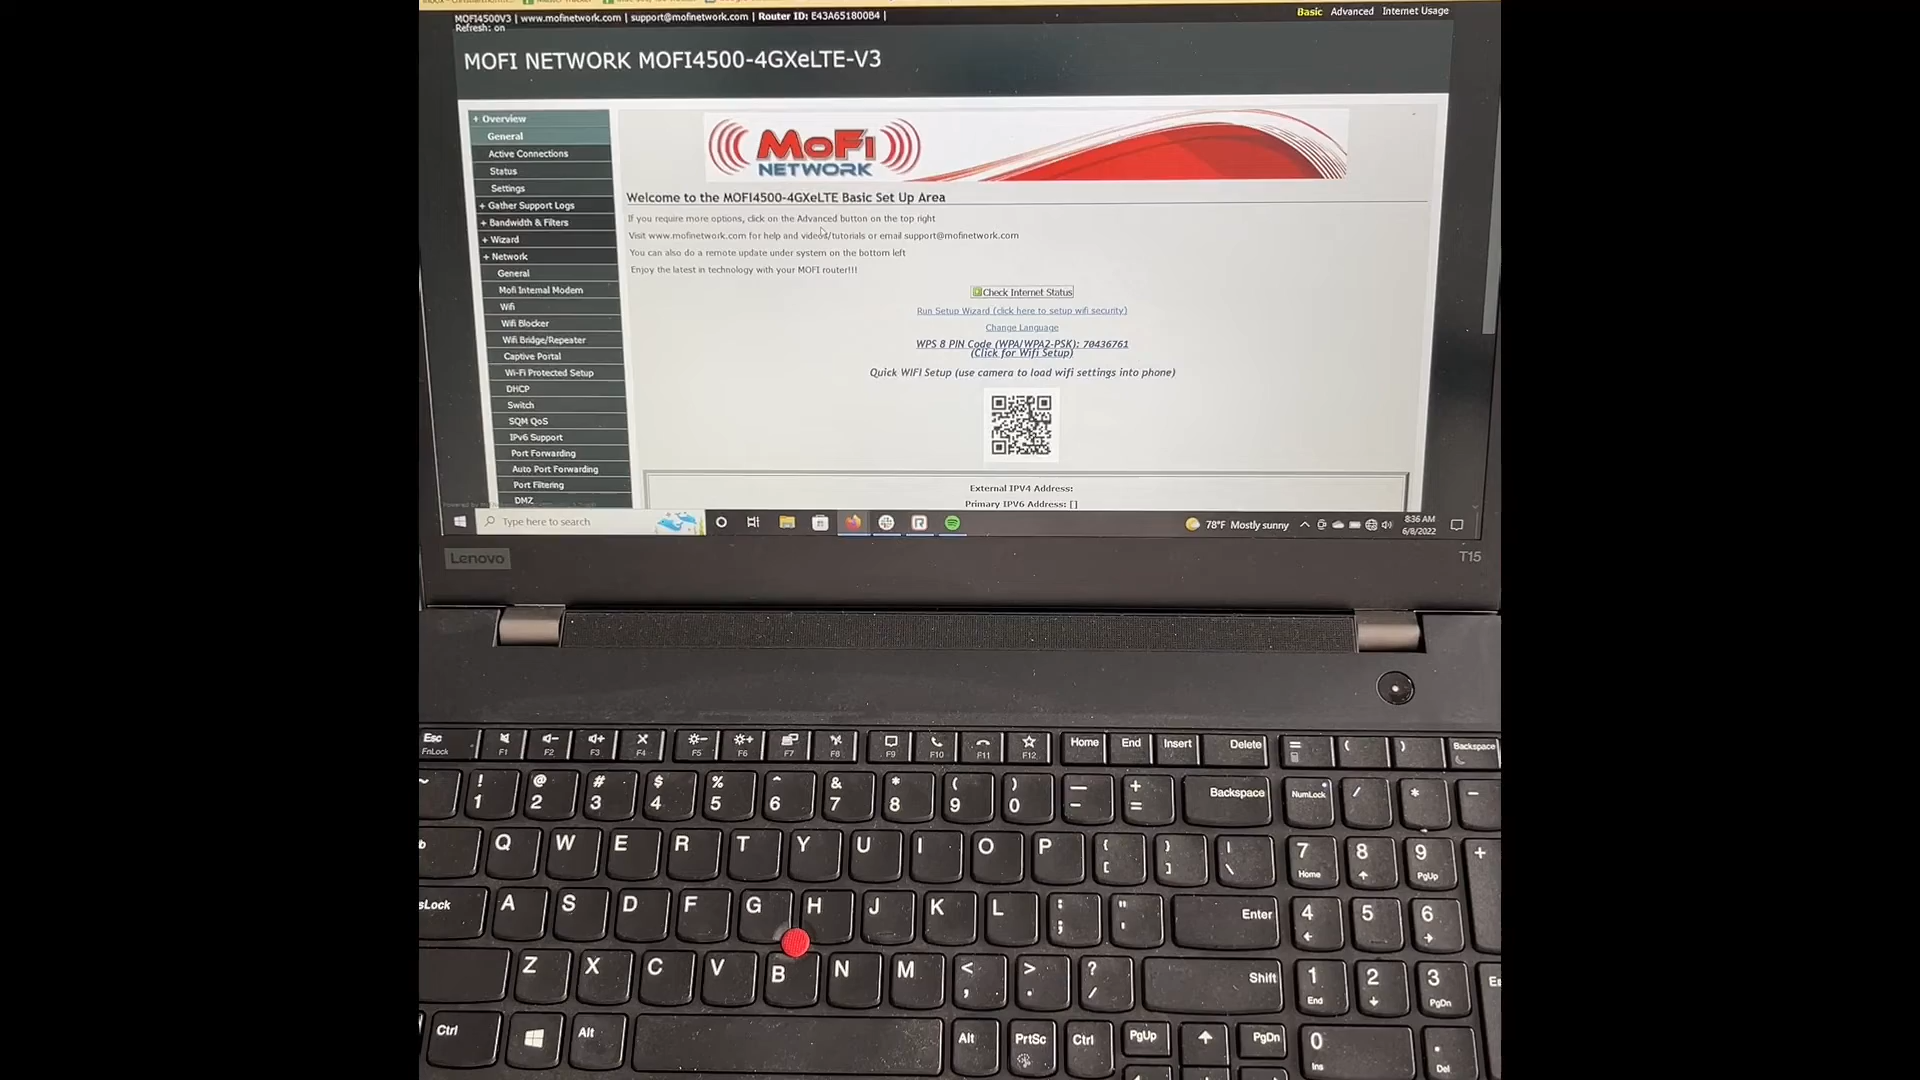 MOFI4500V3 | www.mofinetwork.com | support@mofinetwork.com | Router ID: E43A651800B4 |
Basic Advanced Internet Usage
Refresh: on
MOFI NETWORK MOFI4500-4GXeLTE-V3
+ Overview
General
Active Connections
Status
Settings
+ Gather Support Logs
+ Bandwidth & Filters
+ Wizard
+ Network
General
Mofi Internal Modem
Wifi
Wifi Blocker
Wifi Bridge/Repeater
Captive Portal
Wi-Fi Protected Setup
DHCP
Switch
SQM QoS
IPv6 Support
Port Forwarding
Auto Port Forwarding
Port Filtering
DMZ
MoFi
NETWORK
Welcome to the MOFI4500-4GXeLTE Basic Set Up Area
If you require more options, click on the Advanced button on the top right
Visit www.mofinetwork.com for help and videos/tutorials or email support@mofinetwork.com
You can also do a remote update under system on the bottom left
Enjoy the latest in technology with your MOFI router!!!
Check Internet Status
Run Setup Wizard (click here to setup wifi security)
Change Language
WPS 8 PIN Code (WPA/WPA2-PSK): 70436761
(Click for Wifi Setup)
Quick WIFI Setup (use camera to load wifi settings into phone)
External IPV4 Address:
Primary IPV6 Address: []
Type here to search
78°F Mostly sunny
8:36 AM
6/8/2022
Lenovo
T15
Esc F1 F2 F3 F4 F5 F6 F7 F8 F9 F10 F11 F12 Home End Insert Delete = ( ) Backspace
FnLock
~ ! 1 @ 2 # 3 $ 4 % 5 ^ 6 & 7 * 8 ( 9 ) 0 — - + = Backspace NumLock / * -
b Q W E R T Y U I O P { [ } ] | \ 7 Home 8 9 PgUp +
sLock A S D F G H J K L : ; " ' Enter 4 5 6
Z X C V B N M < , > . ? / Shift 1 End 2 3 PgDn
Ctrl Alt Alt PrtSc Ctrl PgUp PgDn 0 Ins . Del